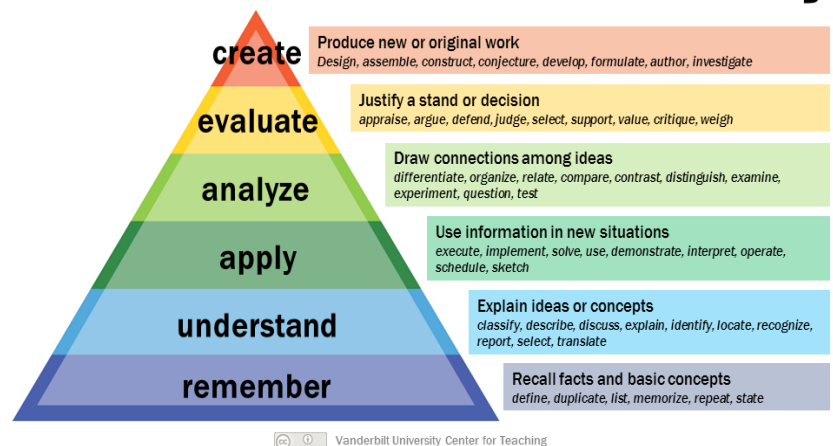 create
Produce new or original work
Design, assemble, construct, conjecture, develop, formulate, author, investigate
evaluate
Justify a stand or decision
appraise, argue, defend, judge, select, support, value, critique, weigh
analyze
Draw connections among ideas
differentiate, organize, relate, compare, contrast, distinguish, examine,
experiment, question, test
apply
Use information in new situations
execute, implement, solve, use, demonstrate, interpret, operate,
schedule, sketch
understand
Explain ideas or concepts
classify, describe, discuss, explain, identify, locate, recognize,
report, select, translate
remember
Recall facts and basic concepts
define, duplicate, list, memorize, repeat, state
cc Vanderbilt University Center for Teaching